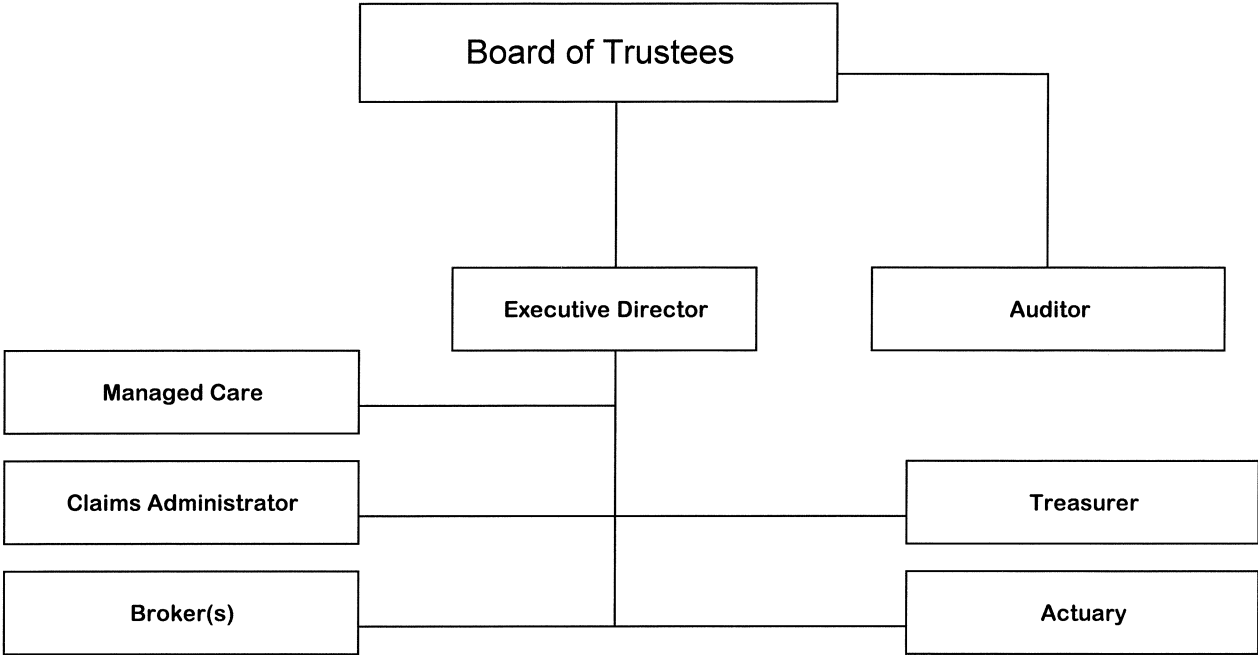 Board of Trustees
Executive Director
Auditor
Managed Care
Claims Administrator
Treasurer
Broker(s)
Actuary